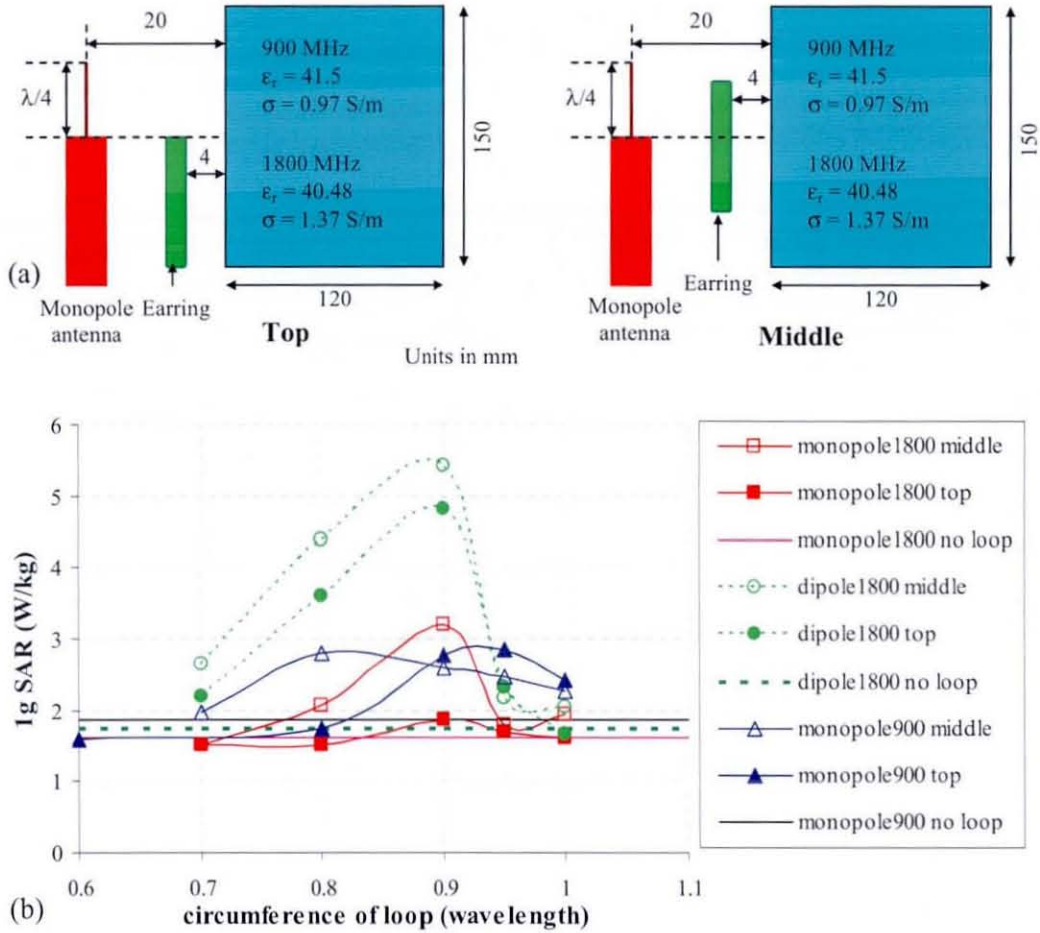 20
900 MHz
εr = 41.5
σ = 0.97 S/m
λ/4
4
1800 MHz
εr = 40.48
σ = 1.37 S/m
150
(a)
Monopole antenna
Earring
120
Top
20
900 MHz
εr = 41.5
σ = 0.97 S/m
λ/4
4
1800 MHz
εr = 40.48
σ = 1.37 S/m
150
Monopole antenna
Earring
120
Middle
Units in mm
6
5
4
3
2
1
0
1g SAR (W/kg)
0.6
0.7
0.8
0.9
1
1.1
(b)
circumference of loop (wavelength)
monopole1800 middle
monopole1800 top
monopole1800 no loop
dipole1800 middle
dipole1800 top
dipole1800 no loop
monopole900 middle
monopole900 top
monopole900 no loop